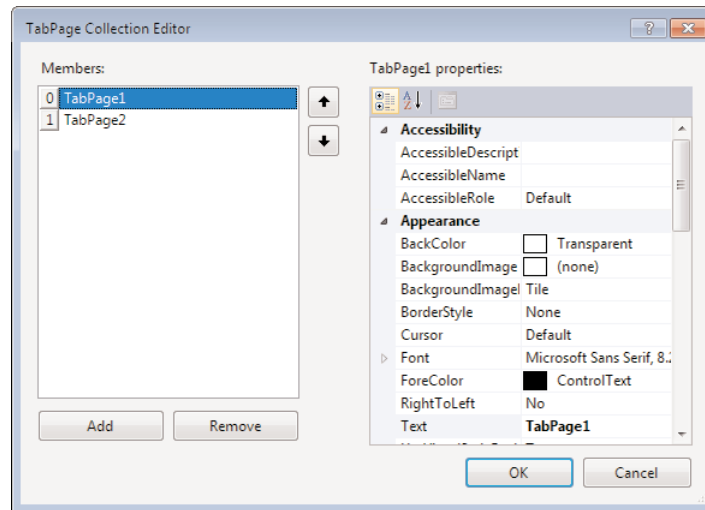 TabPage Collection Editor
Members:
0 TabPage1
1 TabPage2
Add Remove
TabPage1 properties:
Accessibility
AccessibleDescript
AccessibleName
AccessibleRole Default
Appearance
BackColor Transparent
BackgroundImage (none)
BackgroundImageL Tile
BorderStyle None
Cursor Default
Font Microsoft Sans Serif, 8.2
ForeColor ControlText
RightToLeft No
Text TabPage1
OK Cancel